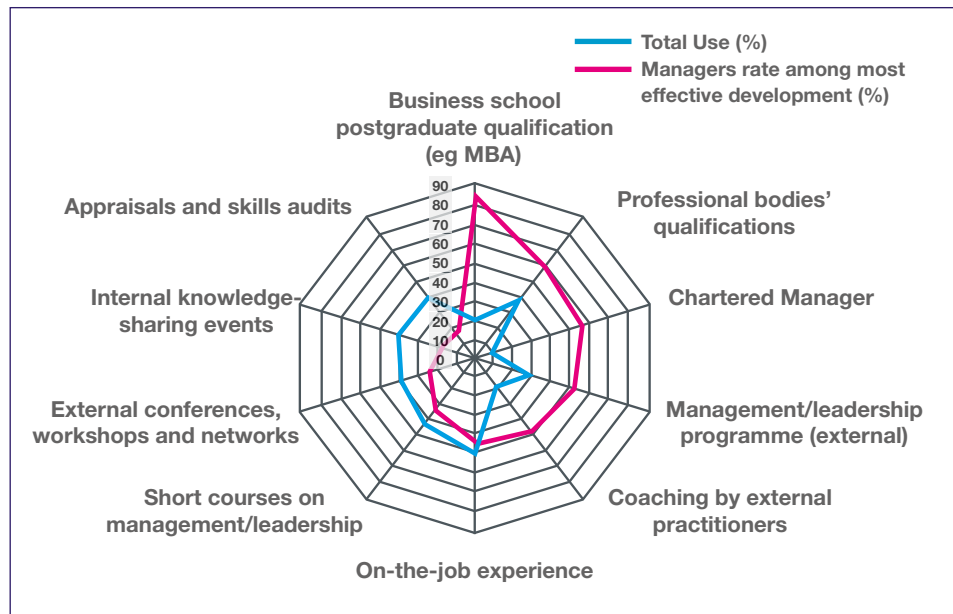 Total Use (%)
Managers rate among most
effective development (%)
Business school
postgraduate qualification
(eg MBA)
Professional bodies’
qualifications
Chartered Manager
Management/leadership
programme (external)
Coaching by external
practitioners
On-the-job experience
Short courses on
management/leadership
External conferences,
workshops and networks
Internal knowledge-
sharing events
Appraisals and skills audits
90
80
70
60
50
40
30
20
10
0